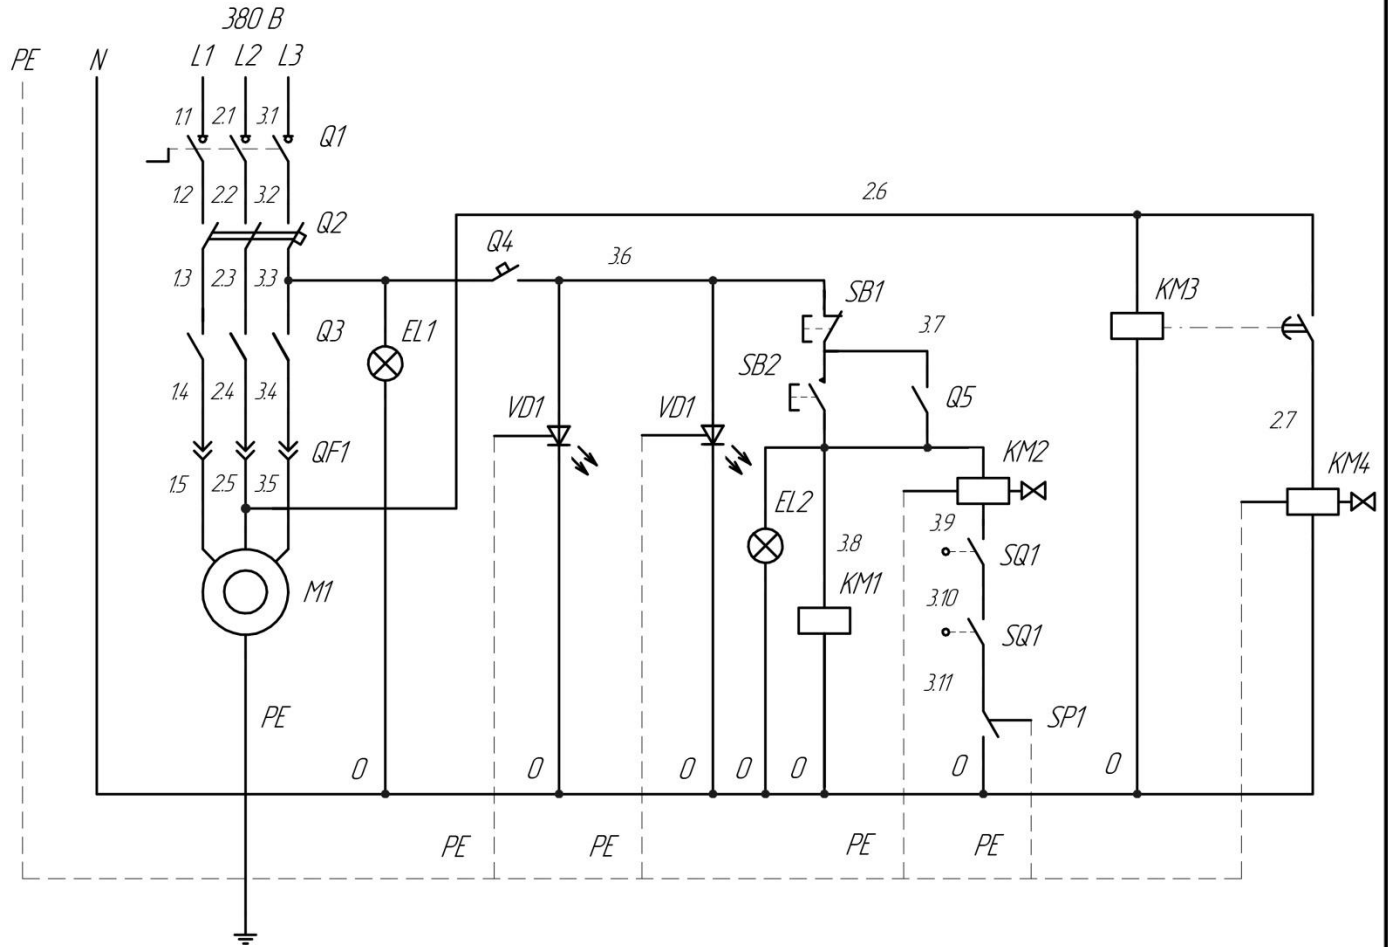 380 В
PE N L1 L2 L3
1.1 2.1 3.1 Q1
1.2 2.2 3.2 2.6
Q2
Q4
1.3 2.3 3.3 3.6
SB1 KM3
Q3 EL1 3.7
SB2
1.4 2.4 3.4 Q5
VD1 VD1
2.7
QF1 KM2 KM4
1.5 2.5 3.5
EL2
3.9
3.8 SQ1
KM1
M1 3.10
SQ1
3.11
PE SP1
0 0 0 0 0 0 0
PE PE PE PE